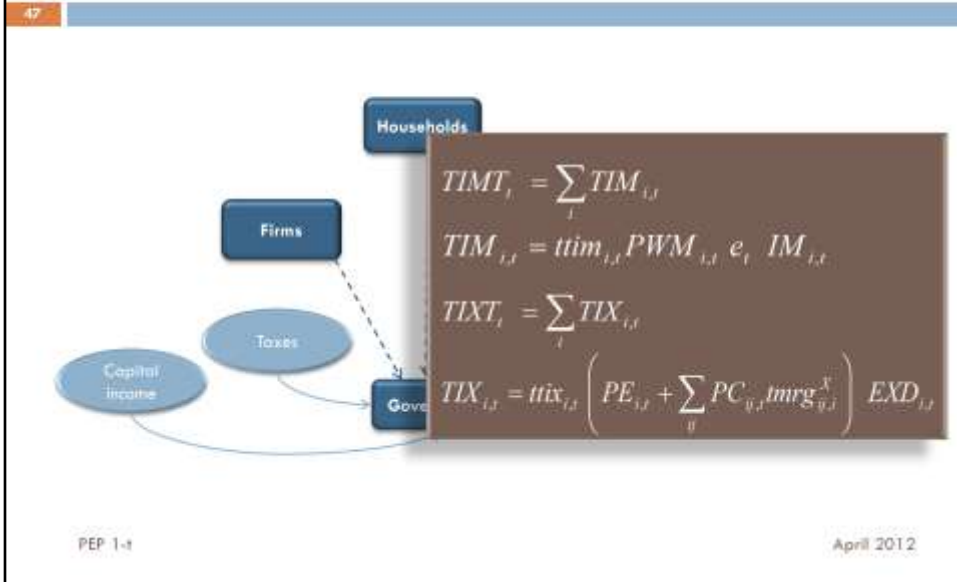 47
Households
TIMT_t = ∑_i TIM_{i,t}
TIM_{i,t} = ttim_{i,t} PWM_{i,t} e_t IM_{i,t}
Firms
TIXT_t = ∑_i TIX_{i,t}
Taxes
Capital
income
Gove
TIX_{i,t} = ttix_{i,t} ( PE_{i,t} + ∑_{ij} PC_{ij,t} tmrg^X_{ij,i} ) EXD_{i,t}
PEP 1-t
April 2012